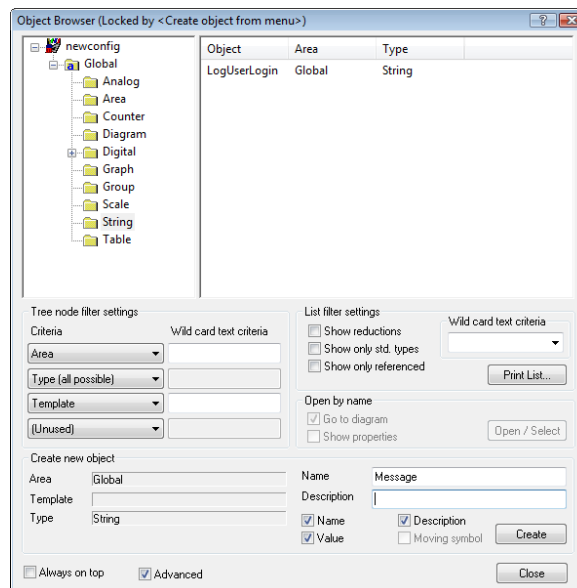 Object Browser (Locked by <Create object from menu>)
newconfig
Global
Analog
Area
Counter
Diagram
Digital
Graph
Group
Scale
String
Table
Object Area Type
LogUserLogin Global String
Tree node filter settings
Criteria Wild card text criteria
Area
Type (all possible)
Template
(Unused)
List filter settings
Show reductions
Show only std. types
Show only referenced
Wild card text criteria
Print List...
Open by name
Go to diagram
Show properties
Open / Select
Create new object
Area Global
Template
Type String
Name Message
Description
Name Description
Value Moving symbol
Create
Always on top Advanced
Close